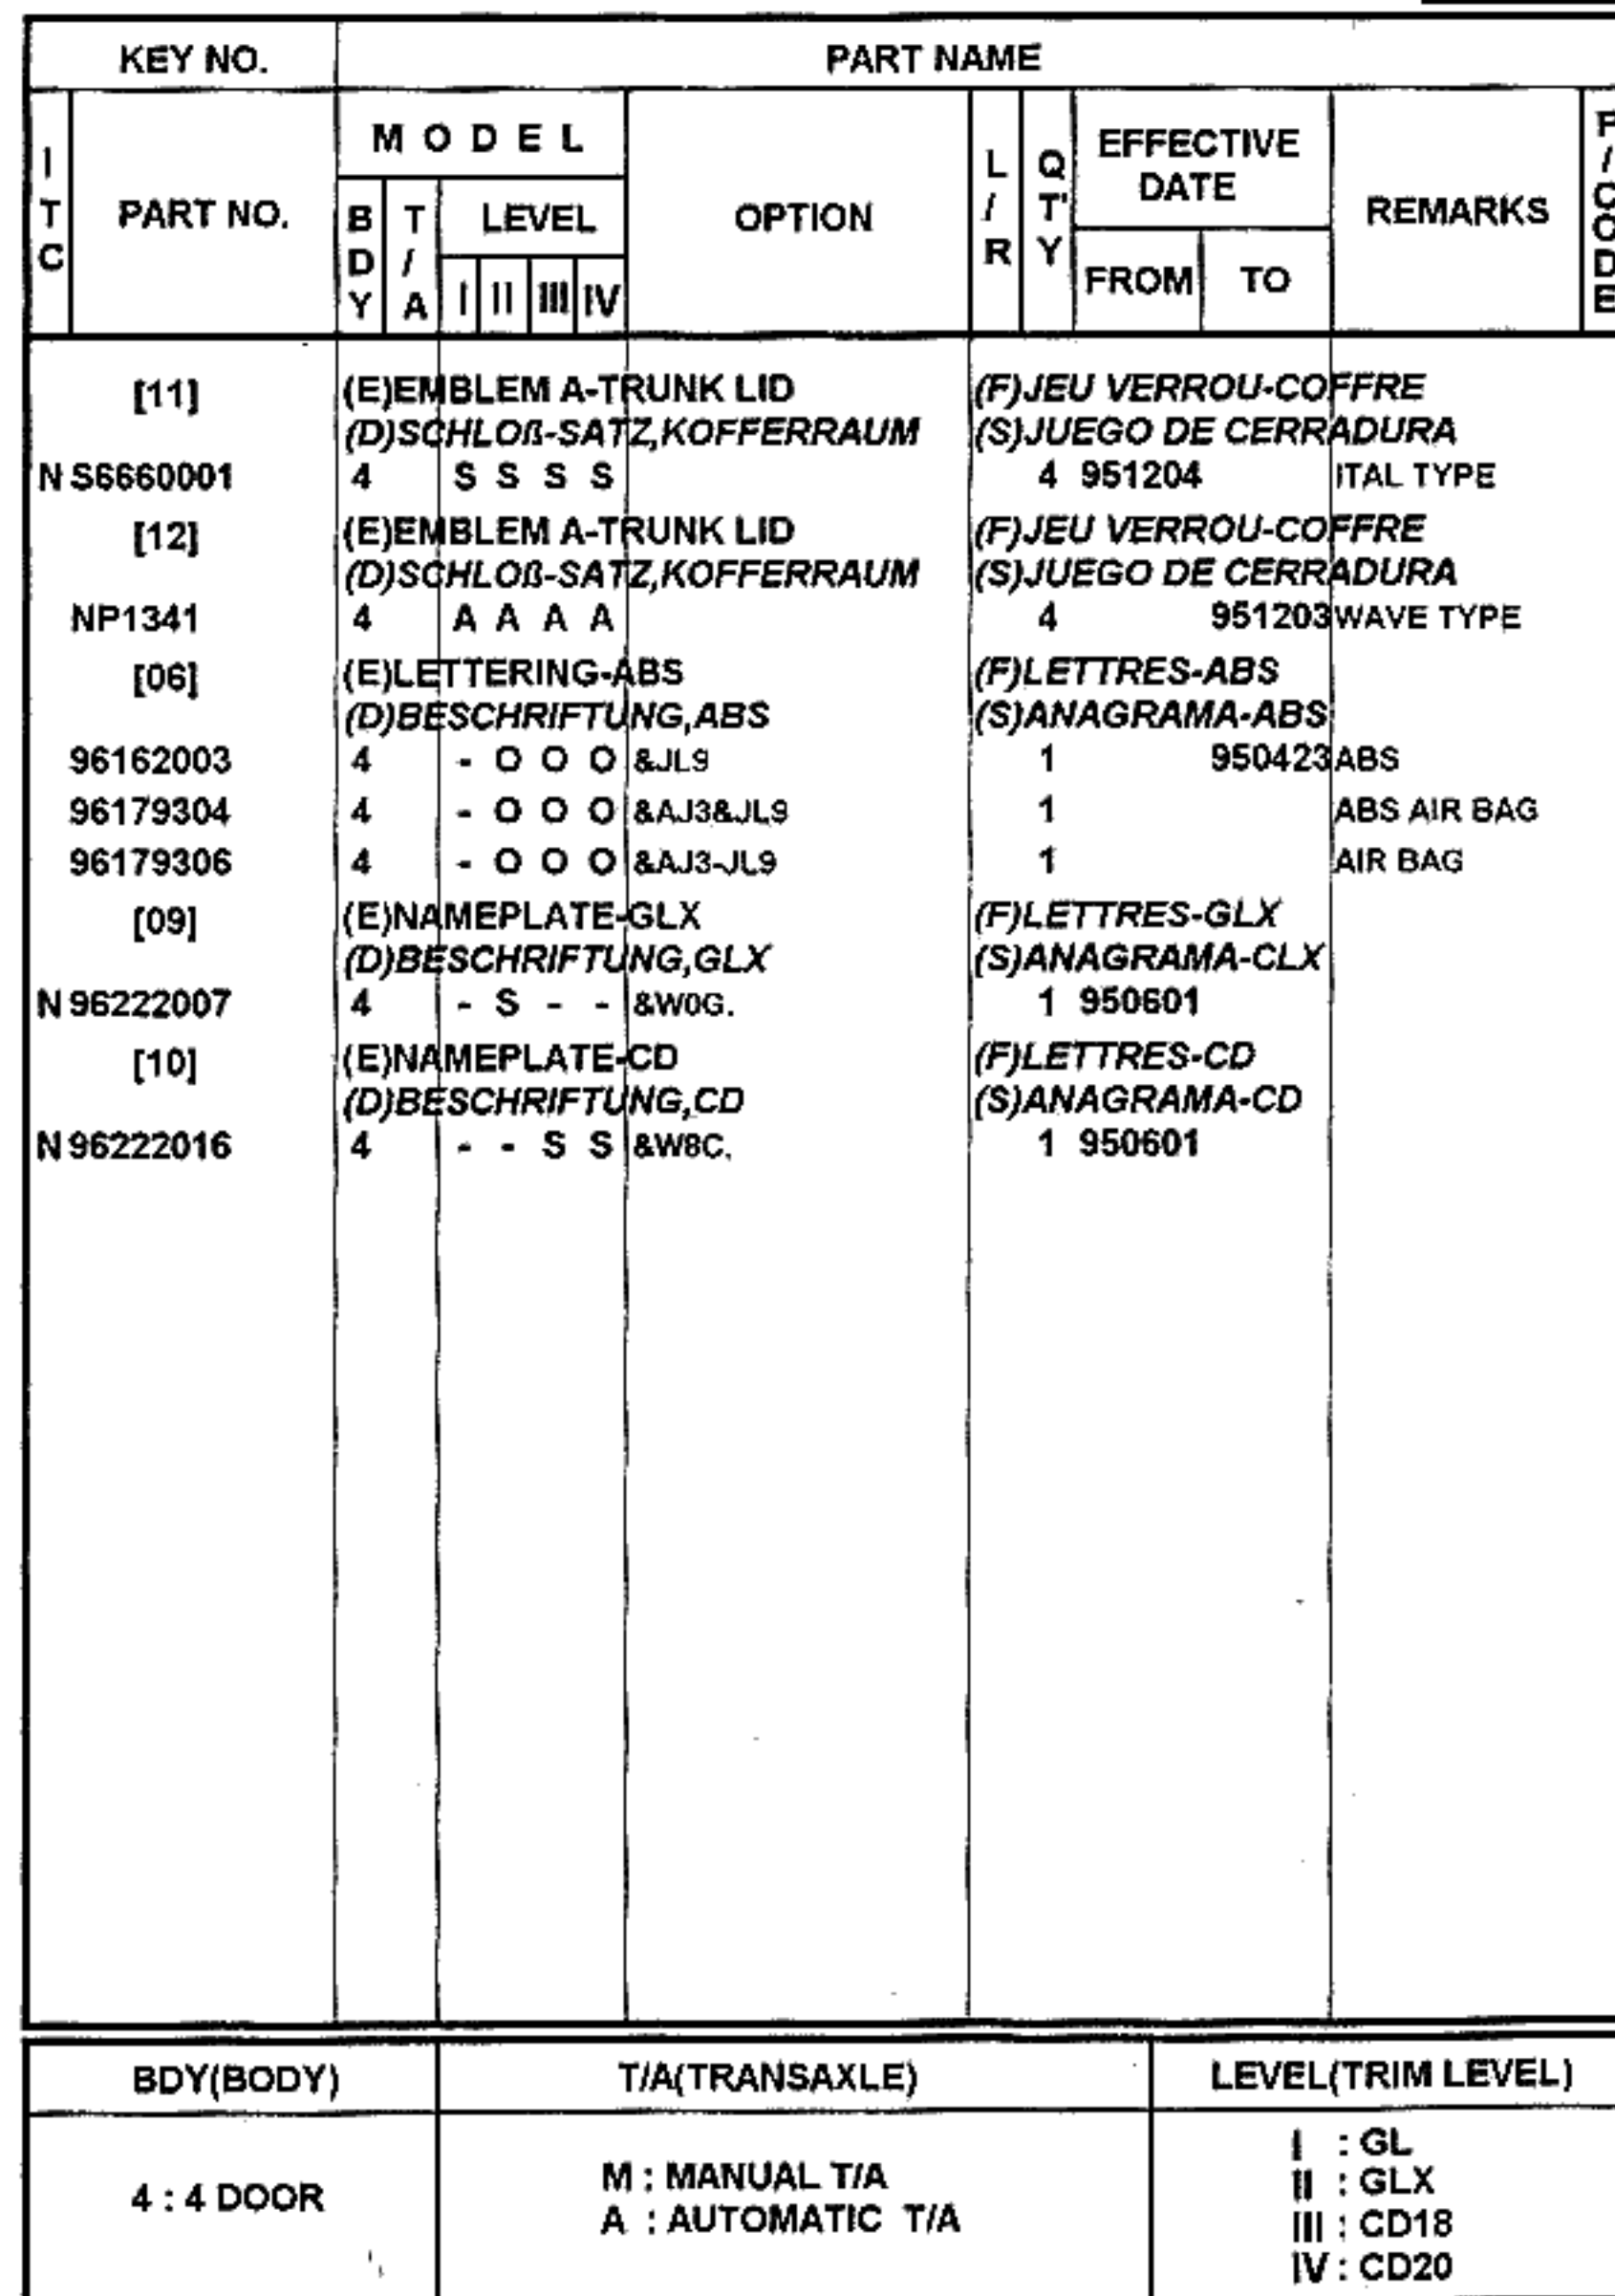 KEY NO. PART NAME
ITC PART NO. MODEL OPTION L/R Q'TY EFFECTIVE DATE REMARKS F/CCODE
BDY T/A LEVEL FROM TO
I II III IV
[11] (E)EMBLEM A-TRUNK LID (F)JEU VERROU-COFFRE
(D)SCHLOß-SATZ,KOFFERRAUM (S)JUEGO DE CERRADURA
N S6660001 4 S S S S 4 951204 ITAL TYPE
[12] (E)EMBLEM A-TRUNK LID (F)JEU VERROU-COFFRE
(D)SCHLOß-SATZ,KOFFERRAUM (S)JUEGO DE CERRADURA
NP1341 4 A A A A 4 951203 WAVE TYPE
[06] (E)LETTERING-ABS (F)LETTRES-ABS
(D)BESCHRIFTUNG,ABS (S)ANAGRAMA-ABS
96162003 4 - O O O &JL9 1 950423 ABS
96179304 4 - O O O &AJ3&JL9 1 ABS AIR BAG
96179306 4 - O O O &AJ3-JL9 1 AIR BAG
[09] (E)NAMEPLATE-GLX (F)LETTRES-GLX
(D)BESCHRIFTUNG,GLX (S)ANAGRAMA-CLX
N 96222007 4 - S - - &W0G. 1 950601
[10] (E)NAMEPLATE-CD (F)LETTRES-CD
(D)BESCHRIFTUNG,CD (S)ANAGRAMA-CD
N 96222016 4 - - S S &W8C, 1 950601
BDY(BODY) T/A(TRANSAXLE) LEVEL(TRIM LEVEL)
4 : 4 DOOR
M : MANUAL T/A
A : AUTOMATIC T/A
I : GL
II : GLX
III : CD18
IV : CD20